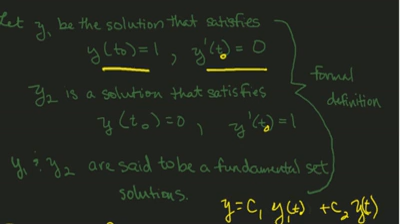 Let y₁ be the solution that satisfies
y(t₀)=1 , y'(t₀) = 0
y₂ is a solution that satisfies
y(t₀)=0 , y'(t₀) = 1
formal
definition
y₁ & y₂ are said to be a fundamental set
solutions.
y = C₁ y₁(t) + C₂ y₂(t)